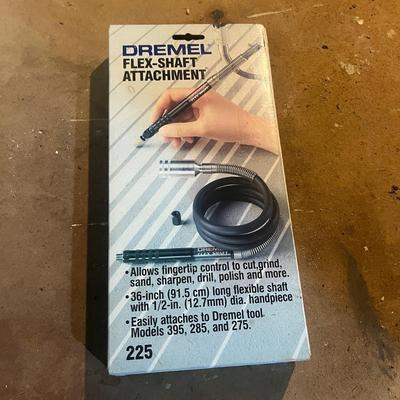 DREMEL
FLEX-SHAFT
ATTACHMENT
DREMEL
•Allows fingertip control to cut,grind,
sand, sharpen, drill, polish and more.
•36-inch (91.5 cm) long flexible shaft
with 1/2-in. (12.7mm) dia. handpiece
•Easily attaches to Dremel tool
Models 395, 285, and 275.
225